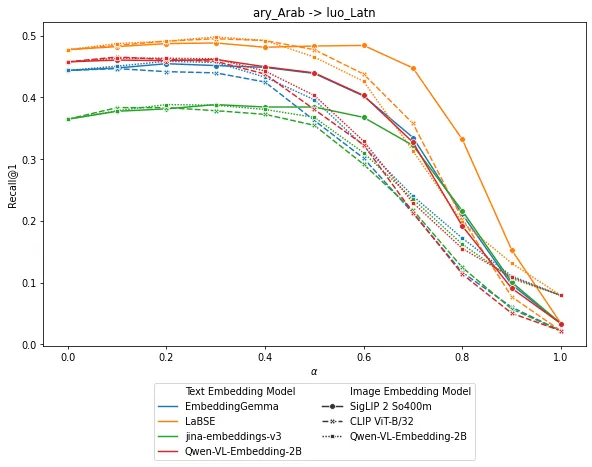 ary_Arab -> luo_Latn
Recall@1
0.5
0.4
0.3
0.2
0.1
0.0
0.0 0.2 0.4 0.6 0.8 1.0
α
Text Embedding Model
EmbeddingGemma
LaBSE
jina-embeddings-v3
Qwen-VL-Embedding-2B
Image Embedding Model
SigLIP 2 So400m
CLIP ViT-B/32
Qwen-VL-Embedding-2B